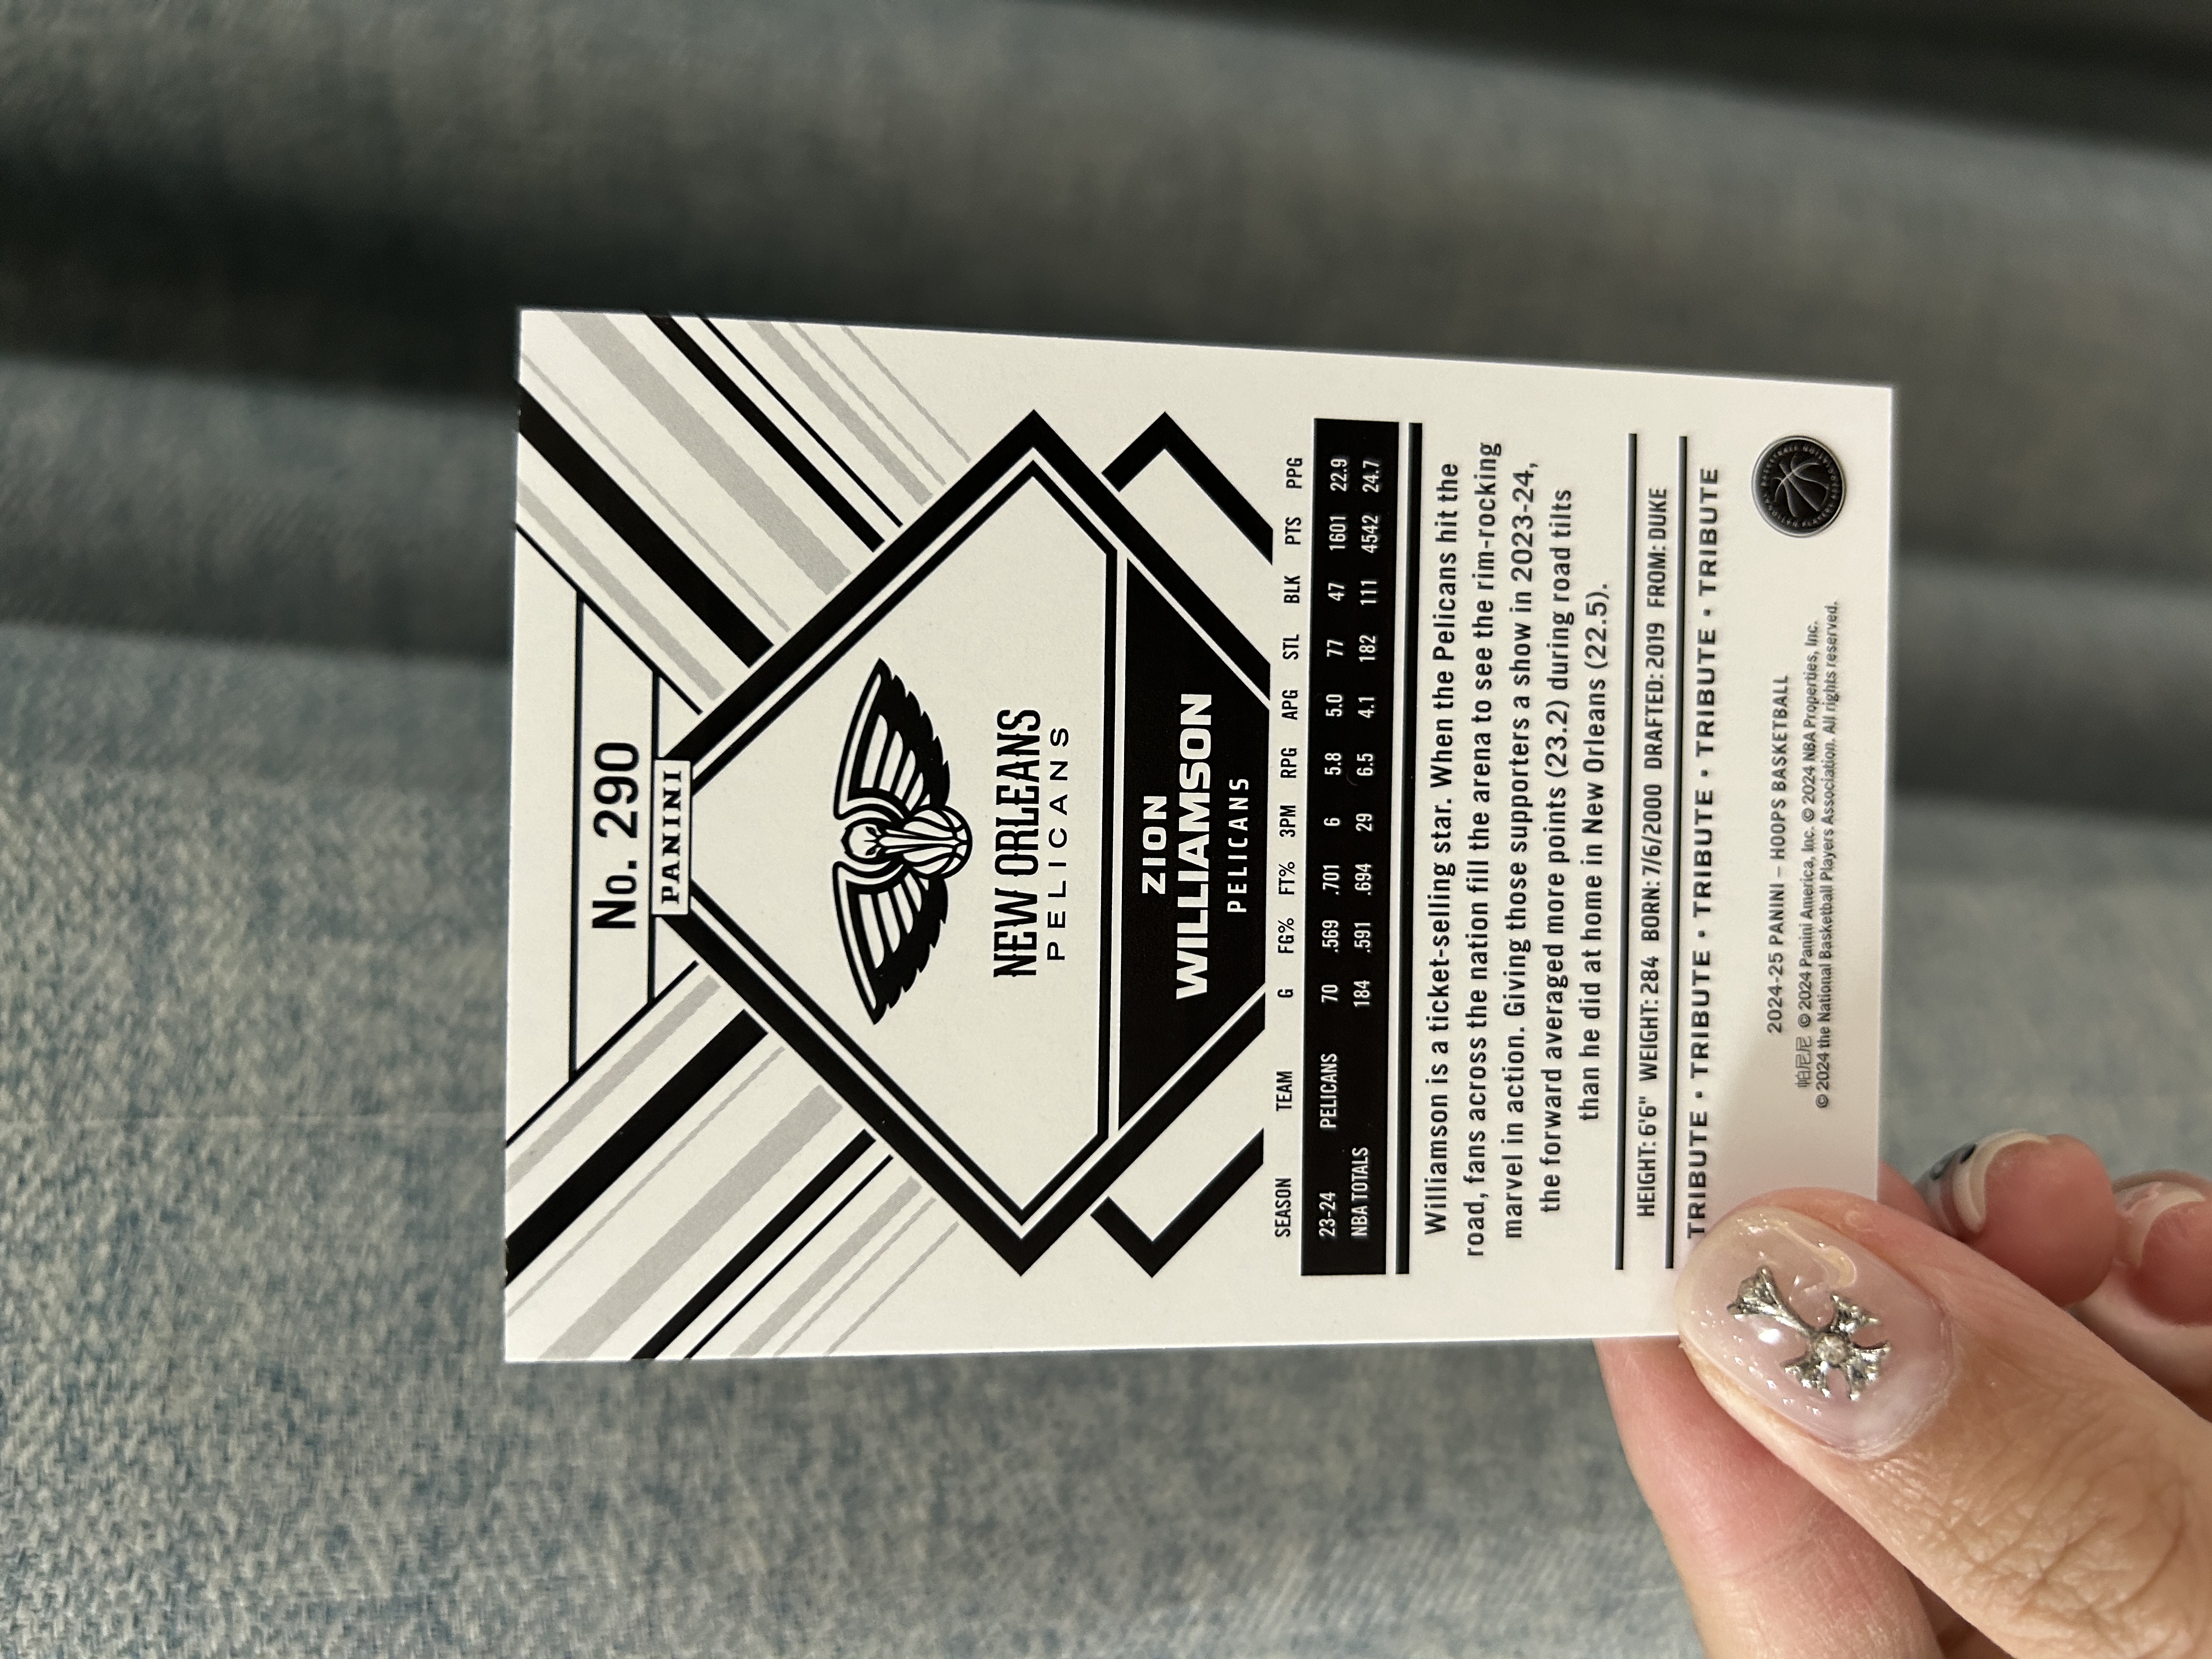 No. 290
PANINI
NEW ORLEANS
PELICANS
ZION
WILLIAMSON
PELICANS
SEASON TEAM G FG% FT% 3PM RPG APG STL BLK PTS PPG
23-24 PELICANS 70 .569 .701 6 5.8 5.0 77 47 1601 22.9
NBA TOTALS 184 .591 .694 29 6.5 4.1 182 111 4542 24.7
Williamson is a ticket-selling star. When the Pelicans hit the
road, fans across the nation fill the arena to see the rim-rocking
marvel in action. Giving those supporters a show in 2023-24,
the forward averaged more points (23.2) during road tilts
than he did at home in New Orleans (22.5).
HEIGHT: 6'6" WEIGHT: 284 BORN: 7/6/2000 DRAFTED: 2019 FROM: DUKE
TRIBUTE • TRIBUTE • TRIBUTE • TRIBUTE • TRIBUTE
2024-25 PANINI – HOOPS BASKETBALL
帕尼尼 © 2024 Panini America, Inc. © 2024 NBA Properties, Inc.
© 2024 the National Basketball Players Association. All rights reserved.